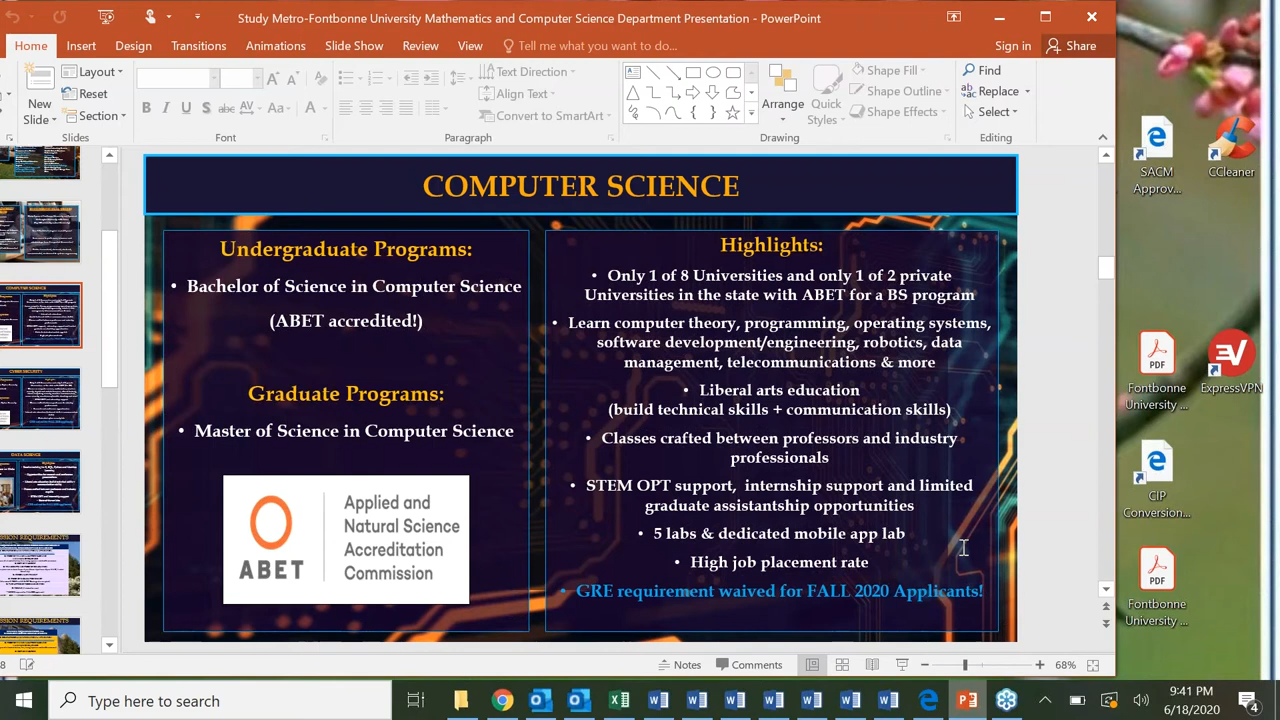 Study Metro-Fontbonne University Mathematics and Computer Science Department Presentation - PowerPoint
Home Insert Design Transitions Animations Slide Show Review View Tell me what you want to do... Sign in Share
New Slide
Layout
Reset
Section
Slides
Font
Text Direction
Align Text
Convert to SmartArt
Paragraph
Arrange
Quick Styles
Shape Fill
Shape Outline
Shape Effects
Drawing
Find
Replace
Select
Editing
COMPUTER SCIENCE
Undergraduate Programs:
• Bachelor of Science in Computer Science
(ABET accredited!)
Graduate Programs:
• Master of Science in Computer Science
ABET
Applied and
Natural Science
Accreditation
Commission
Highlights:
• Only 1 of 8 Universities and only 1 of 2 private
Universities in the USA with ABET for a BS program
• Learn computer theory, programming, operating systems,
software development/engineering, robotics, data
management, telecommunications & more
• Liberal arts education
(build technical skills + communication skills)
• Classes crafted between professors and industry
professionals
• STEM OPT support, internship support and limited
graduate assistantship opportunities
• 5 labs with dedicated mobile app lab
• High job placement rate
• GRE requirement waived for FALL 2020 Applicants!
Notes Comments 68%
SACM
Approv...
CCleaner
PDF
Fontbonne
University ...
ExpressVPN
CIP
Conversion...
PDF
Fontbonne
University ...
Type here to search
9:41 PM
6/18/2020
4